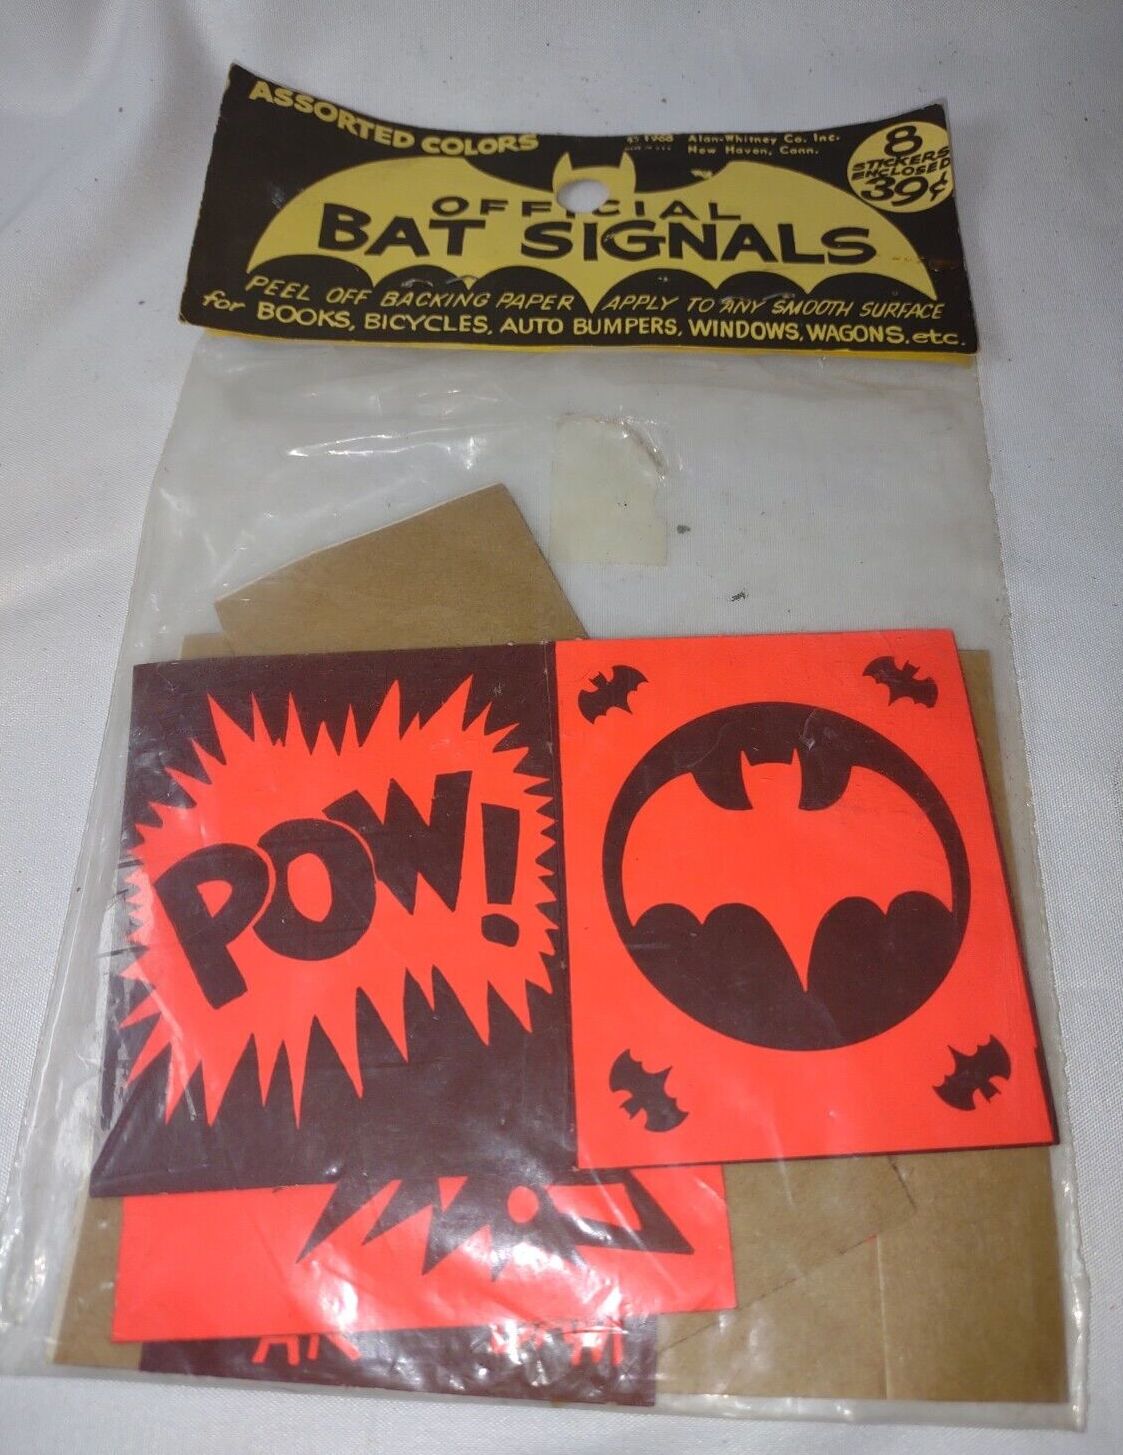 ASSORTED COLORS
© 1966 Alan-Whitney Co. Inc.
New Haven, Conn.
8
STICKERS
ENCLOSED
39¢
OFFICIAL
BAT SIGNALS
PEEL OFF BACKING PAPER APPLY TO ANY SMOOTH SURFACE
for BOOKS, BICYCLES, AUTO BUMPERS, WINDOWS, WAGONS, etc.
POW!